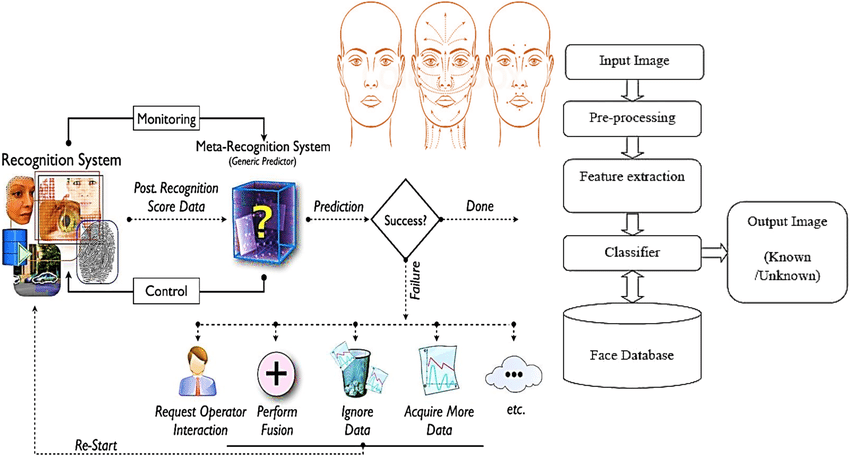 Monitoring
Meta-Recognition System
(Generic Predictor)
Recognition System
Post. Recognition
Score Data
?
Prediction
Success?
Done
Control
Failure
Request Operator
Interaction
Perform
Fusion
Ignore
Data
Acquire More
Data
etc.
Re-Start
Input Image
Pre-processing
Feature extraction
Classifier
Output Image
(Known
/Unknown)
Face Database